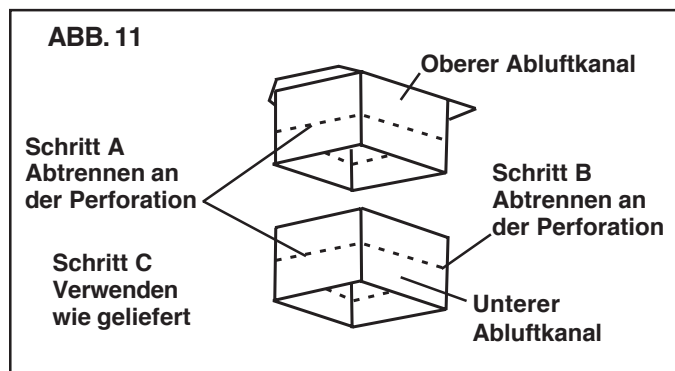 ABB. 11
Oberer Abluftkanal
Schritt A
Abtrennen an
der Perforation
Schritt B
Abtrennen an
der Perforation
Schritt C
Verwenden
wie geliefert
Unterer
Abluftkanal